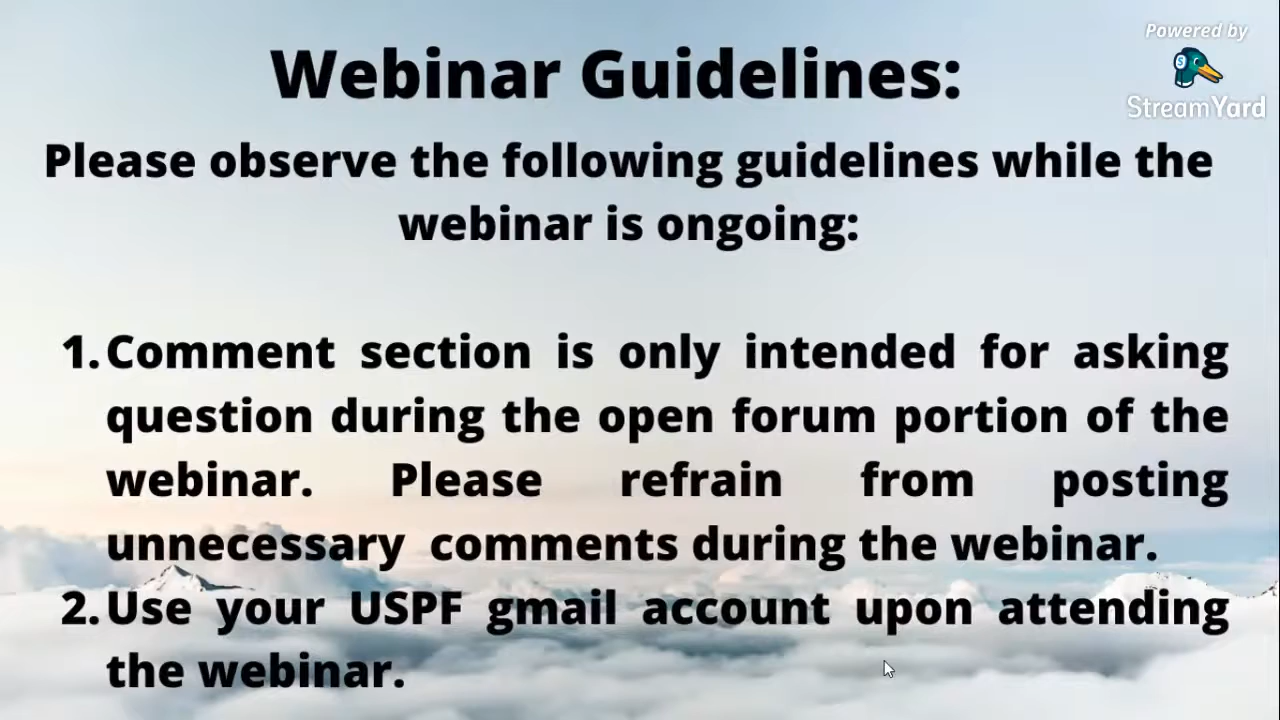 Powered by
StreamYard
Webinar Guidelines:
Please observe the following guidelines while the
webinar is ongoing:
1. Comment section is only intended for asking
question during the open forum portion of the
webinar. Please refrain from posting
unnecessary comments during the webinar.
2. Use your USPF gmail account upon attending
the webinar.